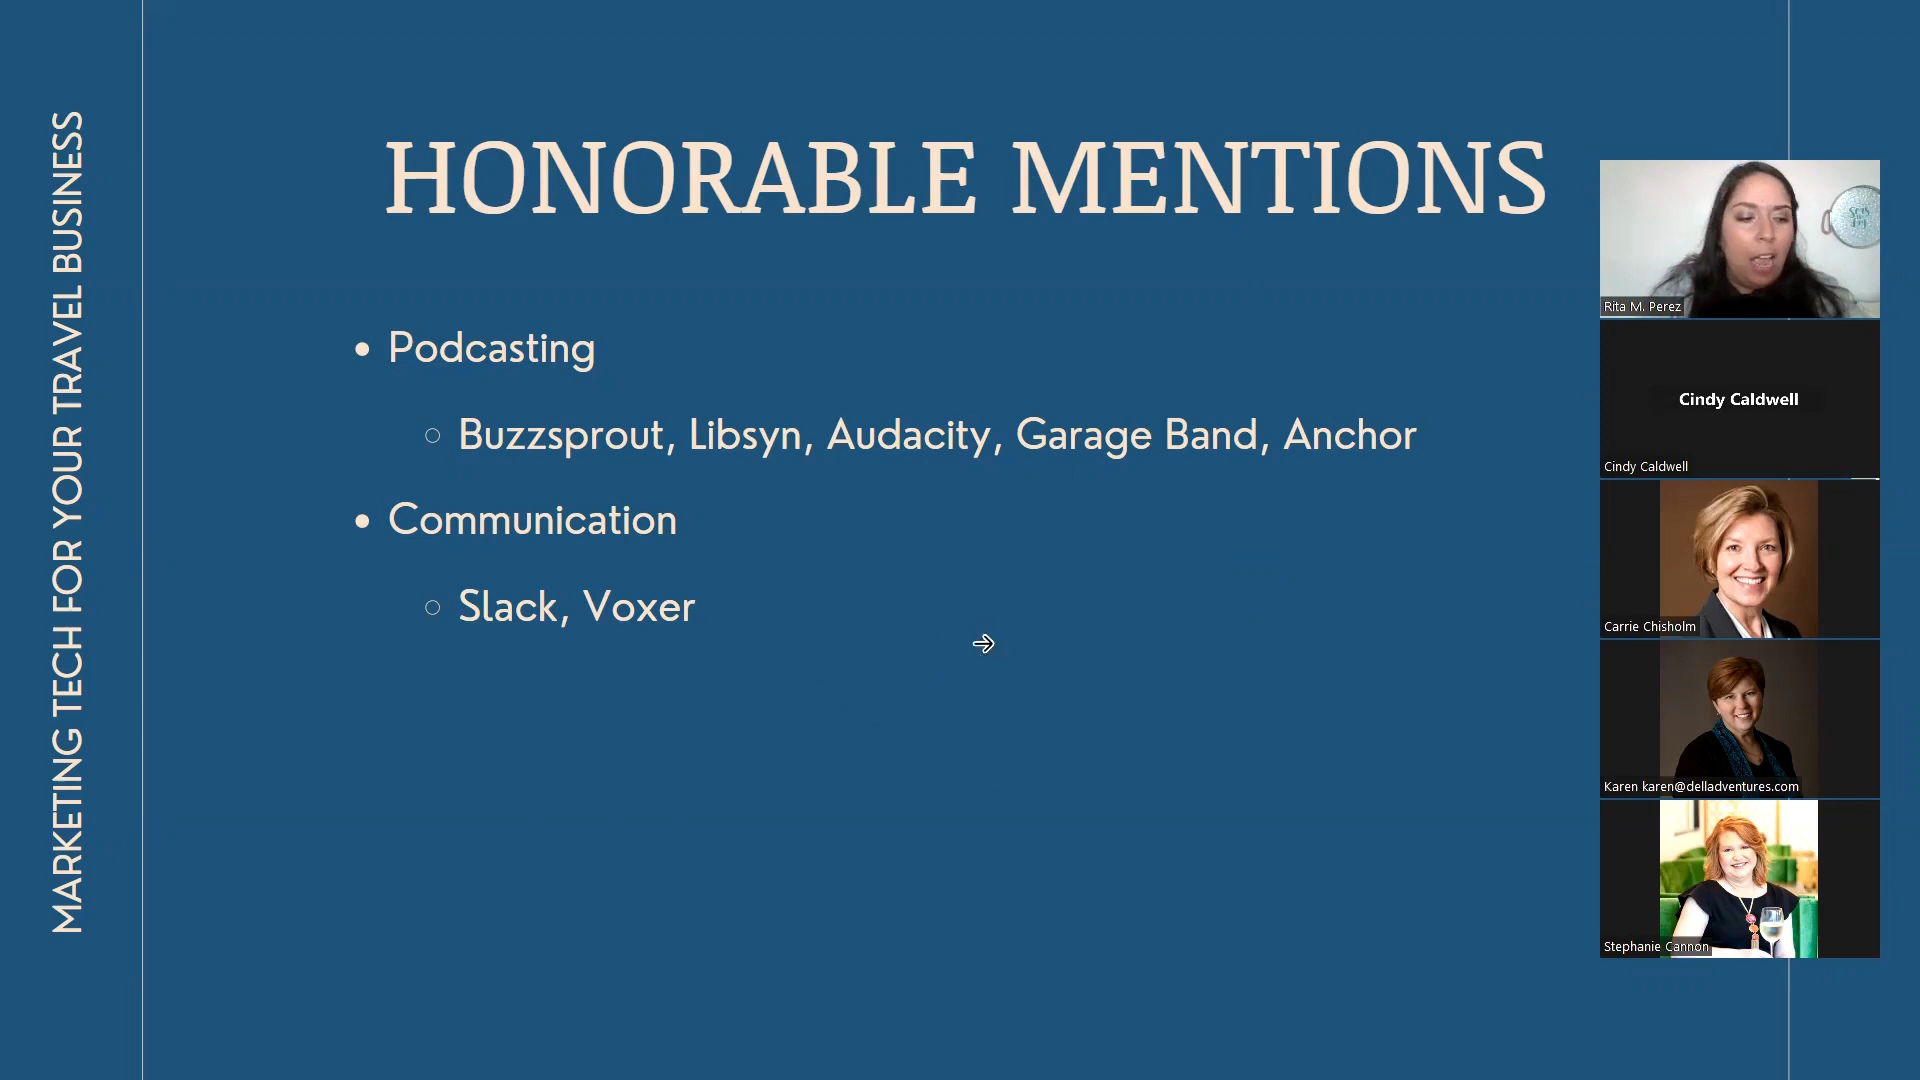 MARKETING TECH FOR YOUR TRAVEL BUSINESS
HONORABLE MENTIONS
Podcasting
Buzzsprout, Libsyn, Audacity, Garage Band, Anchor
Communication
Slack, Voxer
Rita M. Perez
Cindy Caldwell
Cindy Caldwell
Carrie Chisholm
Karen karen@delladventures.com
Stephanie Cannon